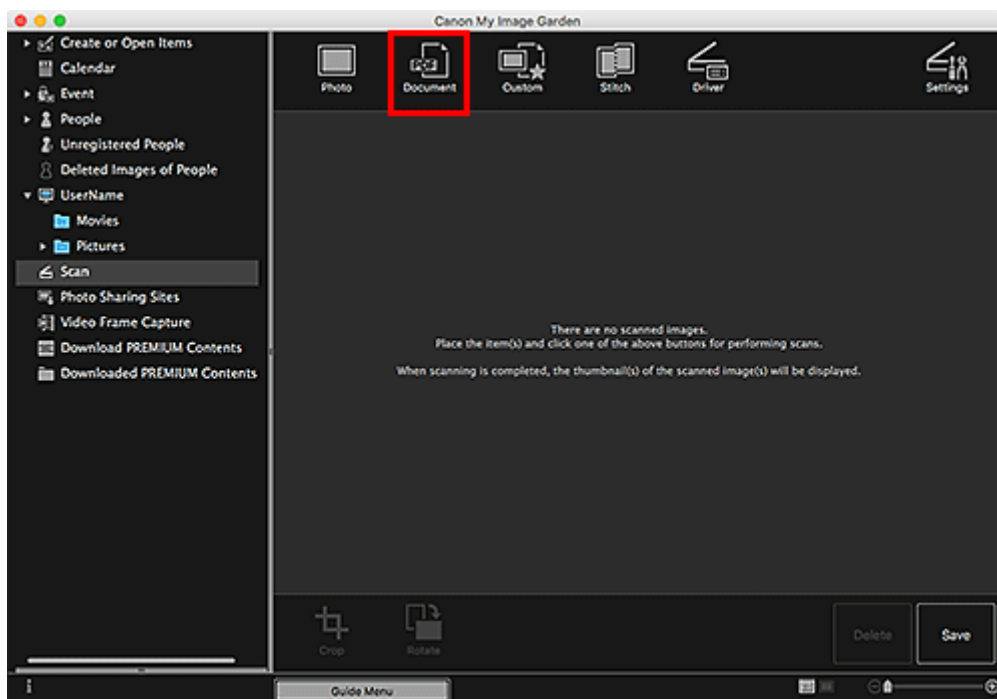 Canon My Image Garden
Create or Open Items
Calendar
Event
People
Unregistered People
Deleted Images of People
UserName
Movies
Pictures
Scan
Photo Sharing Sites
Video Frame Capture
Download PREMIUM Contents
Downloaded PREMIUM Contents
Photo
Document
Custom
Stitch
Driver
Settings
There are no scanned images.
Place the item(s) and click one of the above buttons for performing scans.
When scanning is completed, the thumbnail(s) of the scanned image(s) will be displayed.
Crop
Rotate
Delete
Save
Guide Menu